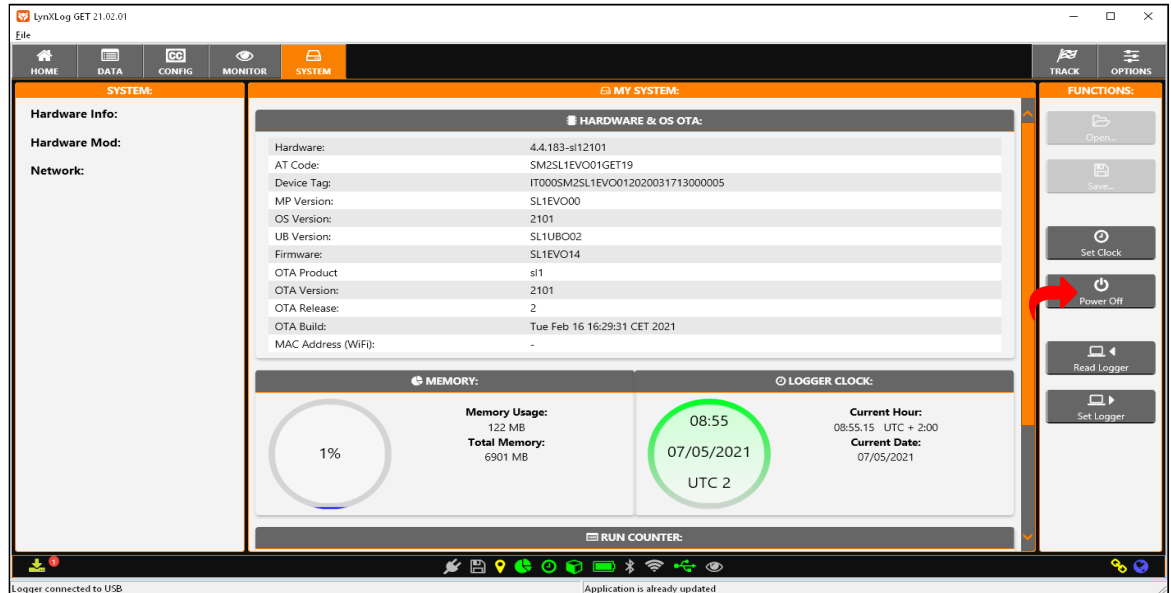 LynXLog GET 21.02.01
File
HOME
DATA
CC
CONFIG
MONITOR
SYSTEM
TRACK
OPTIONS
SYSTEM:
Hardware Info:
Hardware Mod:
Network:
MY SYSTEM:
HARDWARE & OS OTA:
Hardware: 4.4.183-sl12101
AT Code: SM2SL1EVO01GET19
Device Tag: IT000SM2SL1EVO012020031713000005
MP Version: SL1EVO00
OS Version: 2101
UB Version: SL1UBO02
Firmware: SL1EVO14
OTA Product sl1
OTA Version: 2101
OTA Release: 2
OTA Build: Tue Feb 16 16:29:31 CET 2021
MAC Address (WiFi): -
MEMORY:
1%
Memory Usage:
122 MB
Total Memory:
6901 MB
LOGGER CLOCK:
08:55
07/05/2021
UTC 2
Current Hour:
08:55.15 UTC + 2:00
Current Date:
07/05/2021
RUN COUNTER:
FUNCTIONS:
Open...
Save...
Set Clock
Power Off
Read Logger
Set Logger
1
Logger connected to USB
Application is already updated